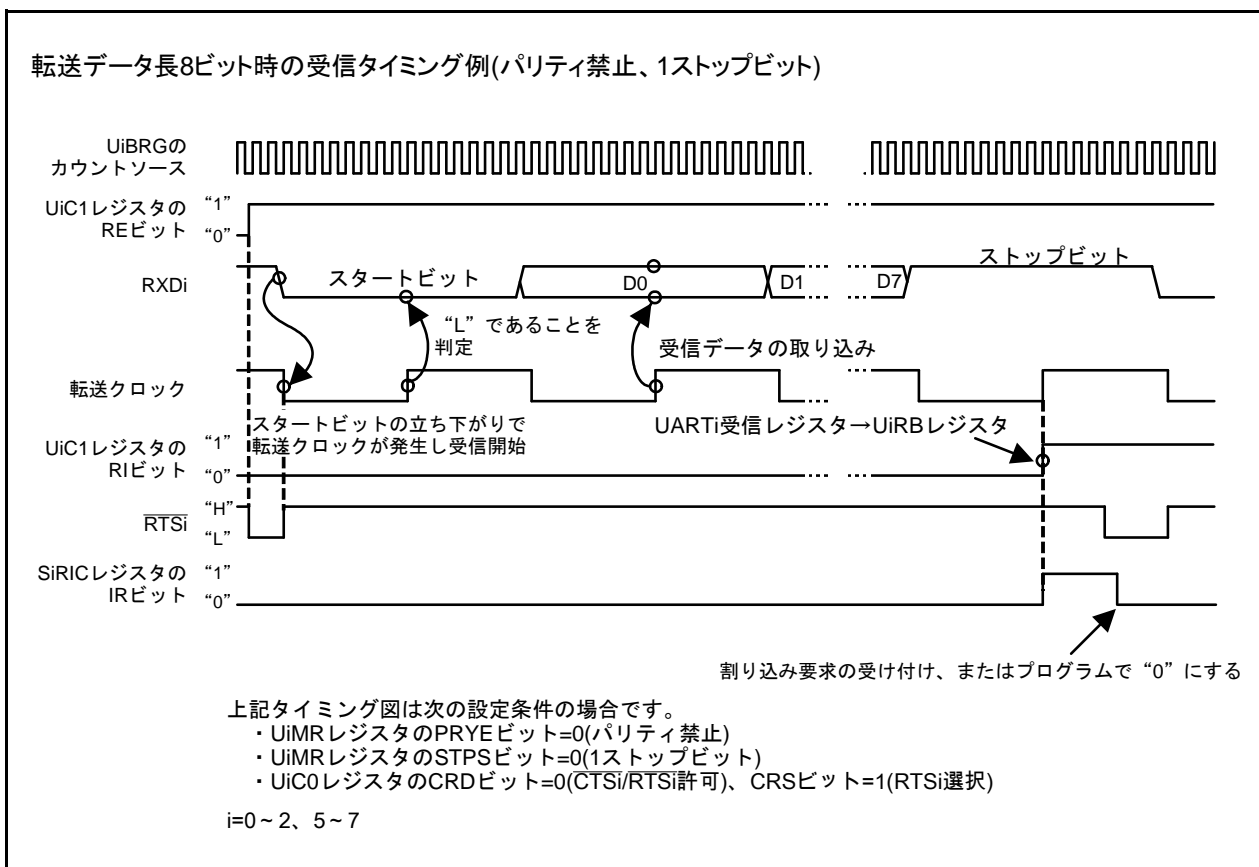 転送データ長8ビット時の受信タイミング例(パリティ禁止、1ストップビット)
UiBRGの
カウントソース
UiC1レジスタの
REビット
“1”
“0”
RXDi
スタートビット
D0
D1
D7
ストップビット
“L”であることを
判定
受信データの取り込み
転送クロック
スタートビットの立ち下がりで
転送クロックが発生し受信開始
UARTi受信レジスタ→UiRBレジスタ
UiC1レジスタの
RIビット
“1”
“0”
RTSi
“H”
“L”
SiRICレジスタの
IRビット
“1”
“0”
割り込み要求の受け付け、またはプログラムで“0”にする
上記タイミング図は次の設定条件の場合です。
・UiMRレジスタのPRYEビット=0(パリティ禁止)
・UiMRレジスタのSTPSビット=0(1ストップビット)
・UiC0レジスタのCRDビット=0(CTSi/RTSi許可)、CRSビット=1(RTSi選択)
i=0~2、5~7